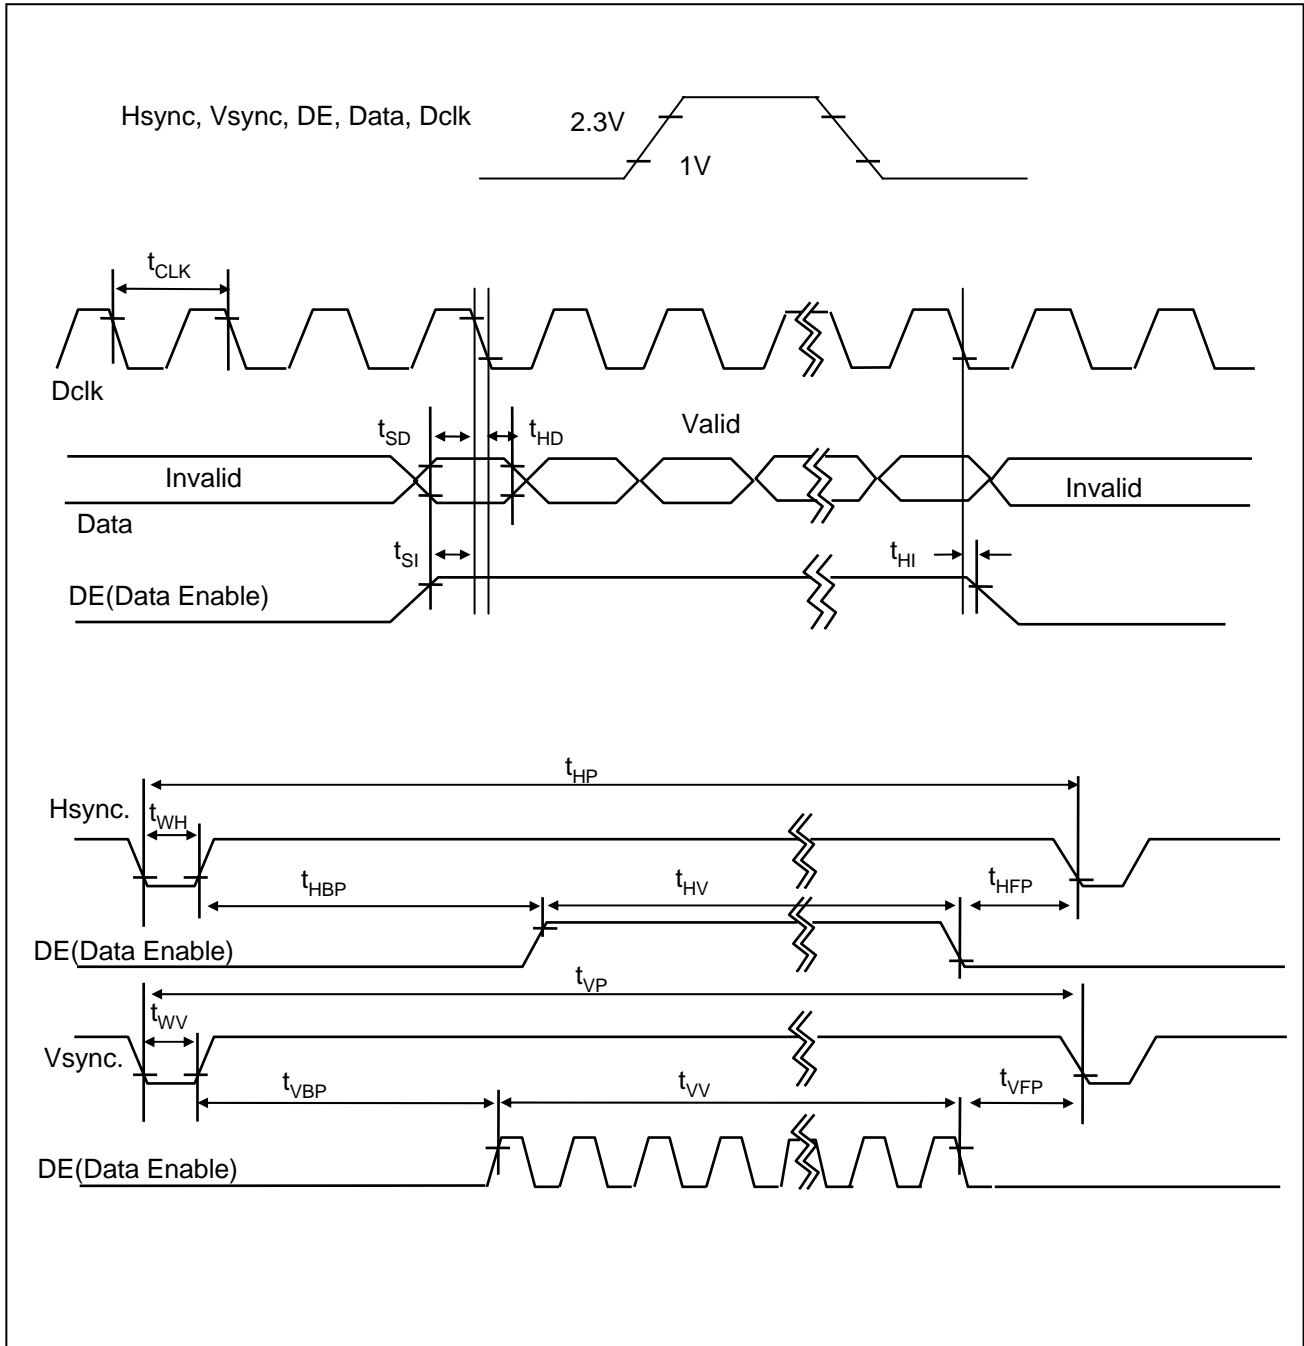 Hsync, Vsync, DE, Data, Dclk
2.3V
1V
tCLK
Dclk
tSD
tHD
Valid
Invalid
Invalid
Data
tSI
tHI
DE(Data Enable)
tHP
Hsync.
tWH
tHBP
tHV
tHFP
DE(Data Enable)
tVP
tWV
Vsync.
tVBP
tVV
tVFP
DE(Data Enable)